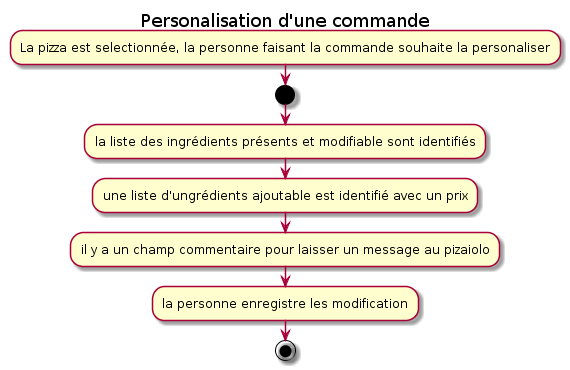 Personalisation d'une commande
La pizza est selectionnée, la personne faisant la commande souhaite la personaliser
la liste des ingrédients présents et modifiable sont identifiés
une liste d'ungrédients ajoutable est identifié avec un prix
il y a un champ commentaire pour laisser un message au pizaiolo
la personne enregistre les modification